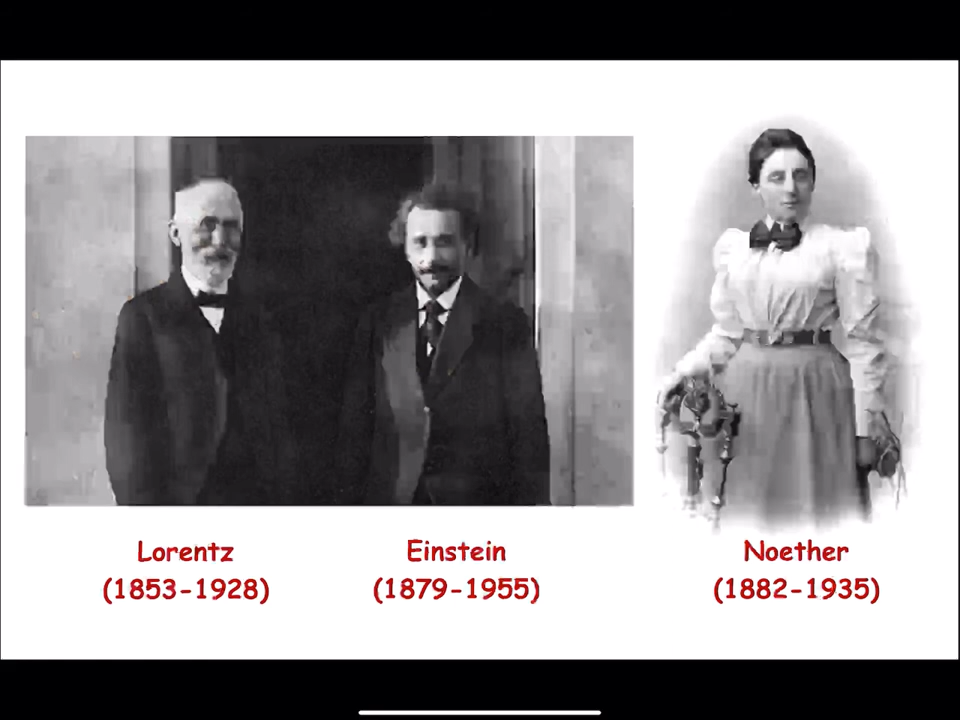 Lorentz
(1853-1928)
Einstein
(1879-1955)
Noether
(1882-1935)